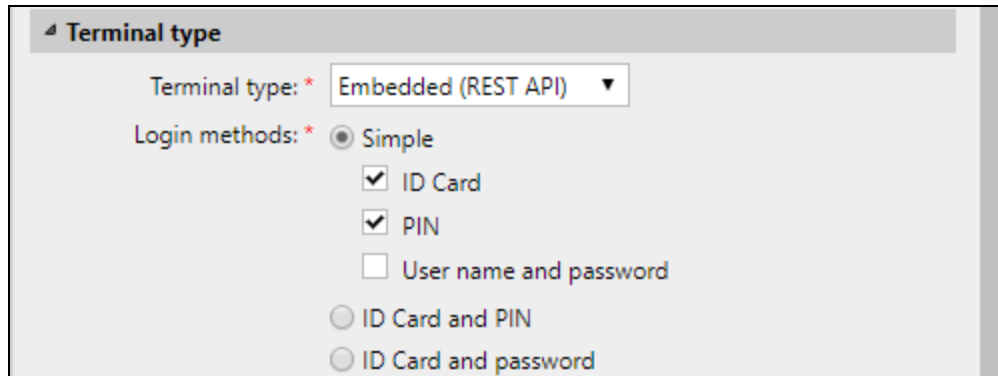 Terminal type
Terminal type: * Embedded (REST API)
Login methods: * Simple
ID Card
PIN
User name and password
ID Card and PIN
ID Card and password